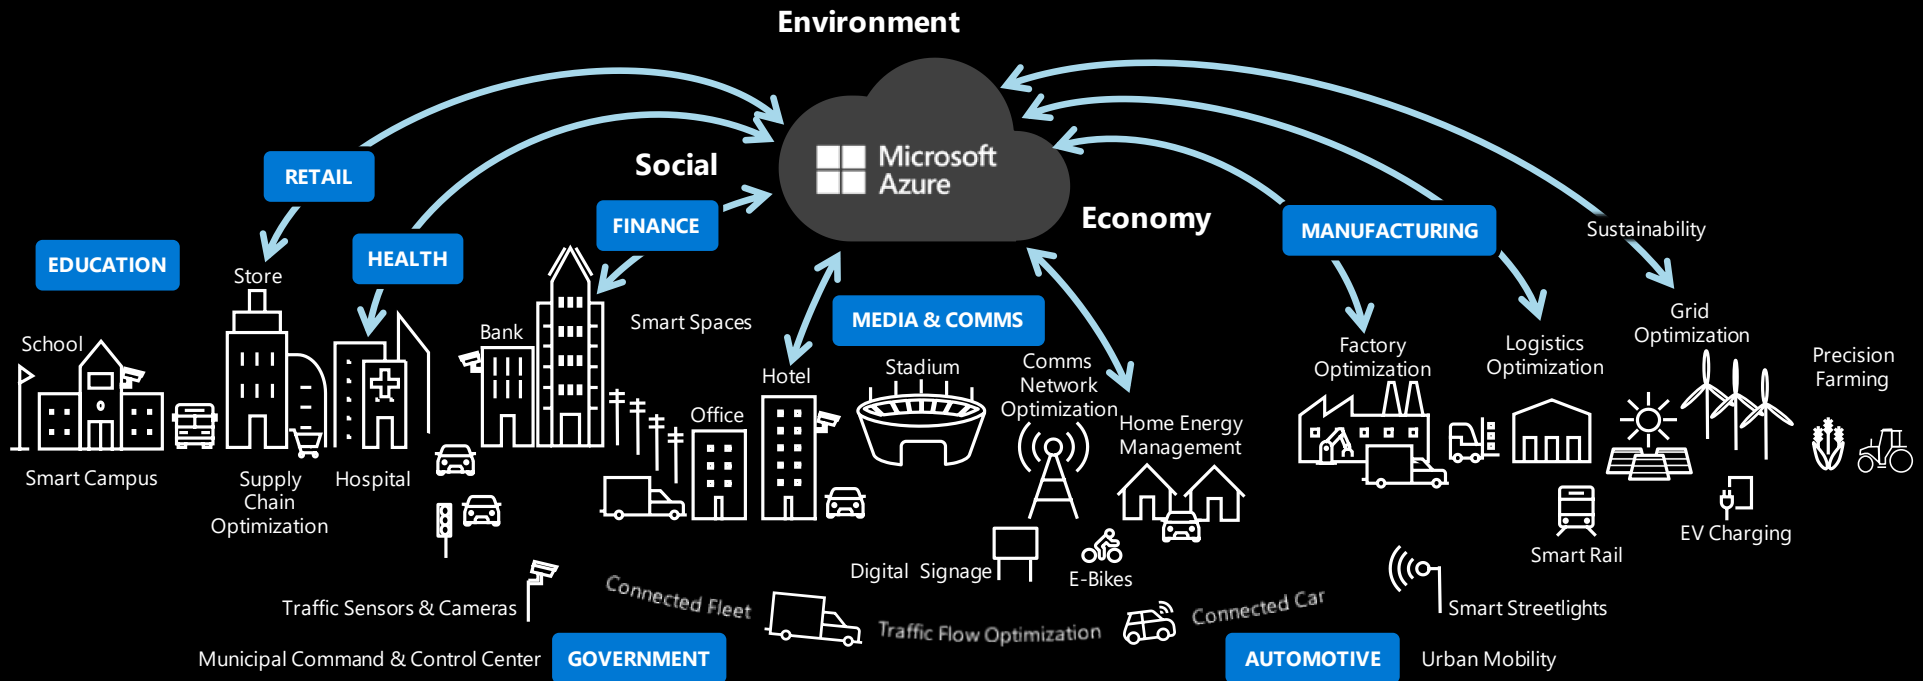 Environment
Microsoft
Azure
Social
Economy
RETAIL
FINANCE
HEALTH
EDUCATION
MANUFACTURING
Sustainability
MEDIA & COMMS
Store
School
Bank
Smart Spaces
Hotel
Stadium
Office
Comms
Network
Optimization
Home Energy
Management
Factory
Optimization
Logistics
Optimization
Grid
Optimization
Precision
Farming
Smart Campus
Supply
Chain
Optimization
Hospital
Digital Signage
E-Bikes
Smart Rail
EV Charging
Traffic Sensors & Cameras
Connected Fleet
Traffic Flow Optimization
Connected Car
Smart Streetlights
Municipal Command & Control Center
GOVERNMENT
AUTOMOTIVE
Urban Mobility